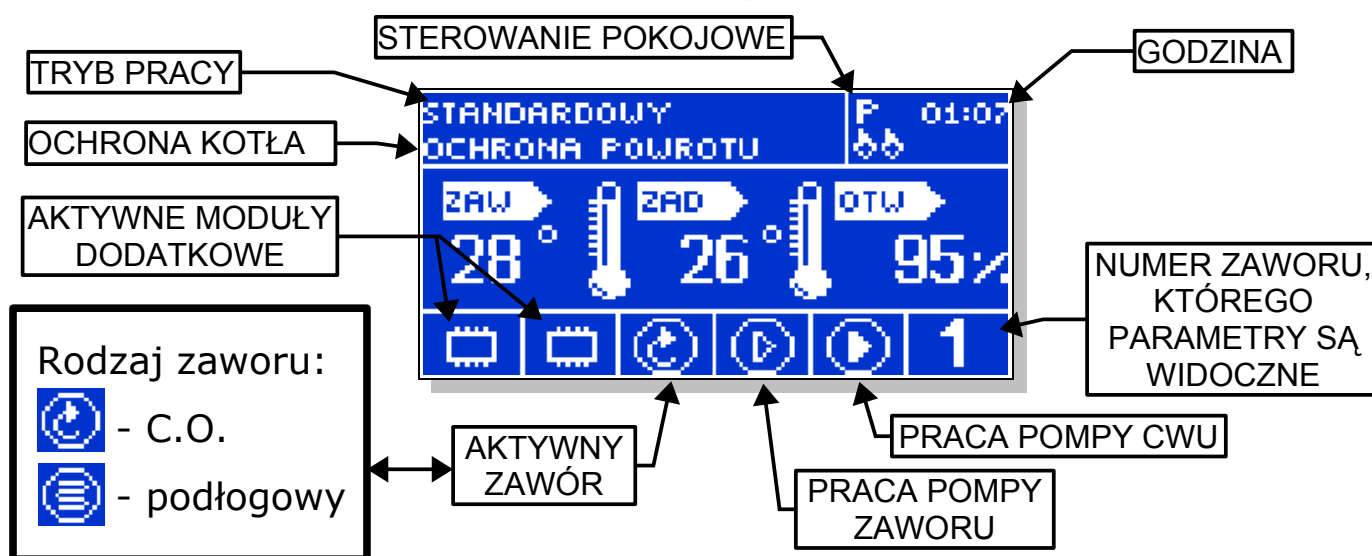 STEROWANIE POKOJOWE
GODZINA
TRYB PRACY
OCHRONA KOTŁA
AKTYWNE MODUŁY
DODATKOWE
STANDARDOWY
P 01:07
OCHRONA POWROTU
ZAW ZAD OTW
28° 26° 95%
1
NUMER ZAWORU,
KTÓREGO
PARAMETRY SĄ
WIDOCZNE
Rodzaj zaworu:
- C.O.
- podłogowy
AKTYWNY
ZAWÓR
PRACA POMPY CWU
PRACA POMPY
ZAWORU